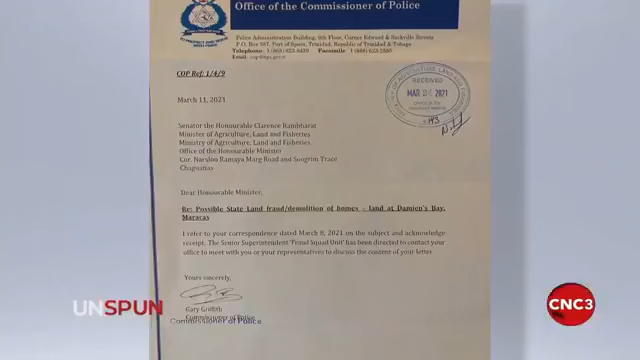 Office of the Commissioner of Police
Police Administration Building, 6th Floor, Corner Edward & Sackville Streets
P.O. Box 587, Port of Spain, Trinidad, Republic of Trinidad & Tobago
COP Ref: 1/4/9
RECEIVED
MAR 2021
March 11, 2021
Senator the Honourable Clarence Rambharat
Minister of Agriculture, Land and Fisheries
Ministry of Agriculture, Land and Fisheries
Office of the Honourable Minister
Cor. Narsloo Ramaya Marg Road and Soogrim Trace
Chaguanas
Dear Honourable Minister,
Re: Possible State Land fraud/demolition of homes - land at Damien's Bay,
Maracas
I refer to your correspondence dated March 8, 2021 on the subject and acknowledge
receipt. The Senior Superintendent 'Fraud Squad Unit' has been directed to contact your
office to meet with you or your representatives to discuss the content of your letter.
Yours sincerely,
Gary Griffith
Commissioner of Police
Commissioner of Police
UNSPUN
CNC3